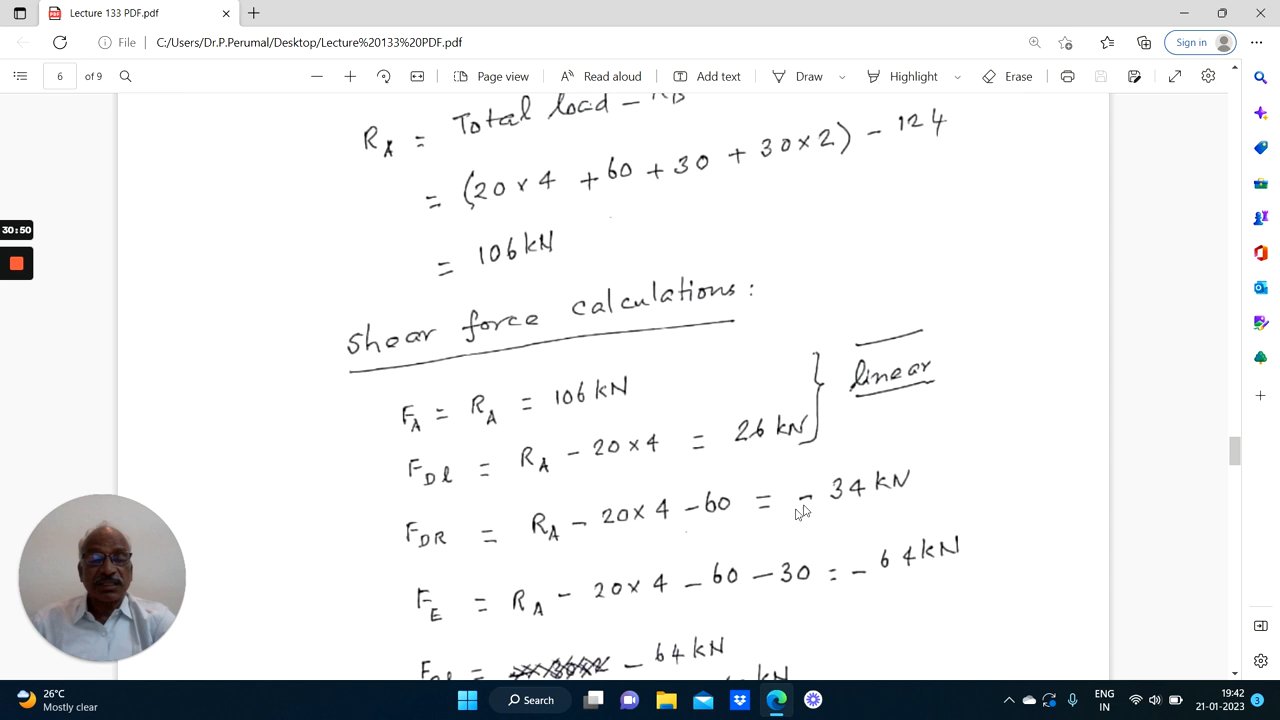 Lecture 133 PDF.pdf
File C:/Users/Dr.P.Perumal/Desktop/Lecture%20133%20PDF.pdf
Sign in
6 of 9
Page view
Read aloud
Add text
Draw
Highlight
Erase
R_A = Total load - R_B
= (20 × 4 + 60 + 30 + 30 × 2) - 124
= 106 kN
30:50
Shear force calculations:
F_A = R_A = 106 kN
F_Dl = R_A - 20 × 4 = 26 kN } linear
F_DR = R_A - 20 × 4 - 60 = - 34 kN
F_E = R_A - 20 × 4 - 60 - 30 = - 64 kN
= - 64 kN
kN
26°C
Mostly clear
Search
ENG
IN
19:42
21-01-2023
3